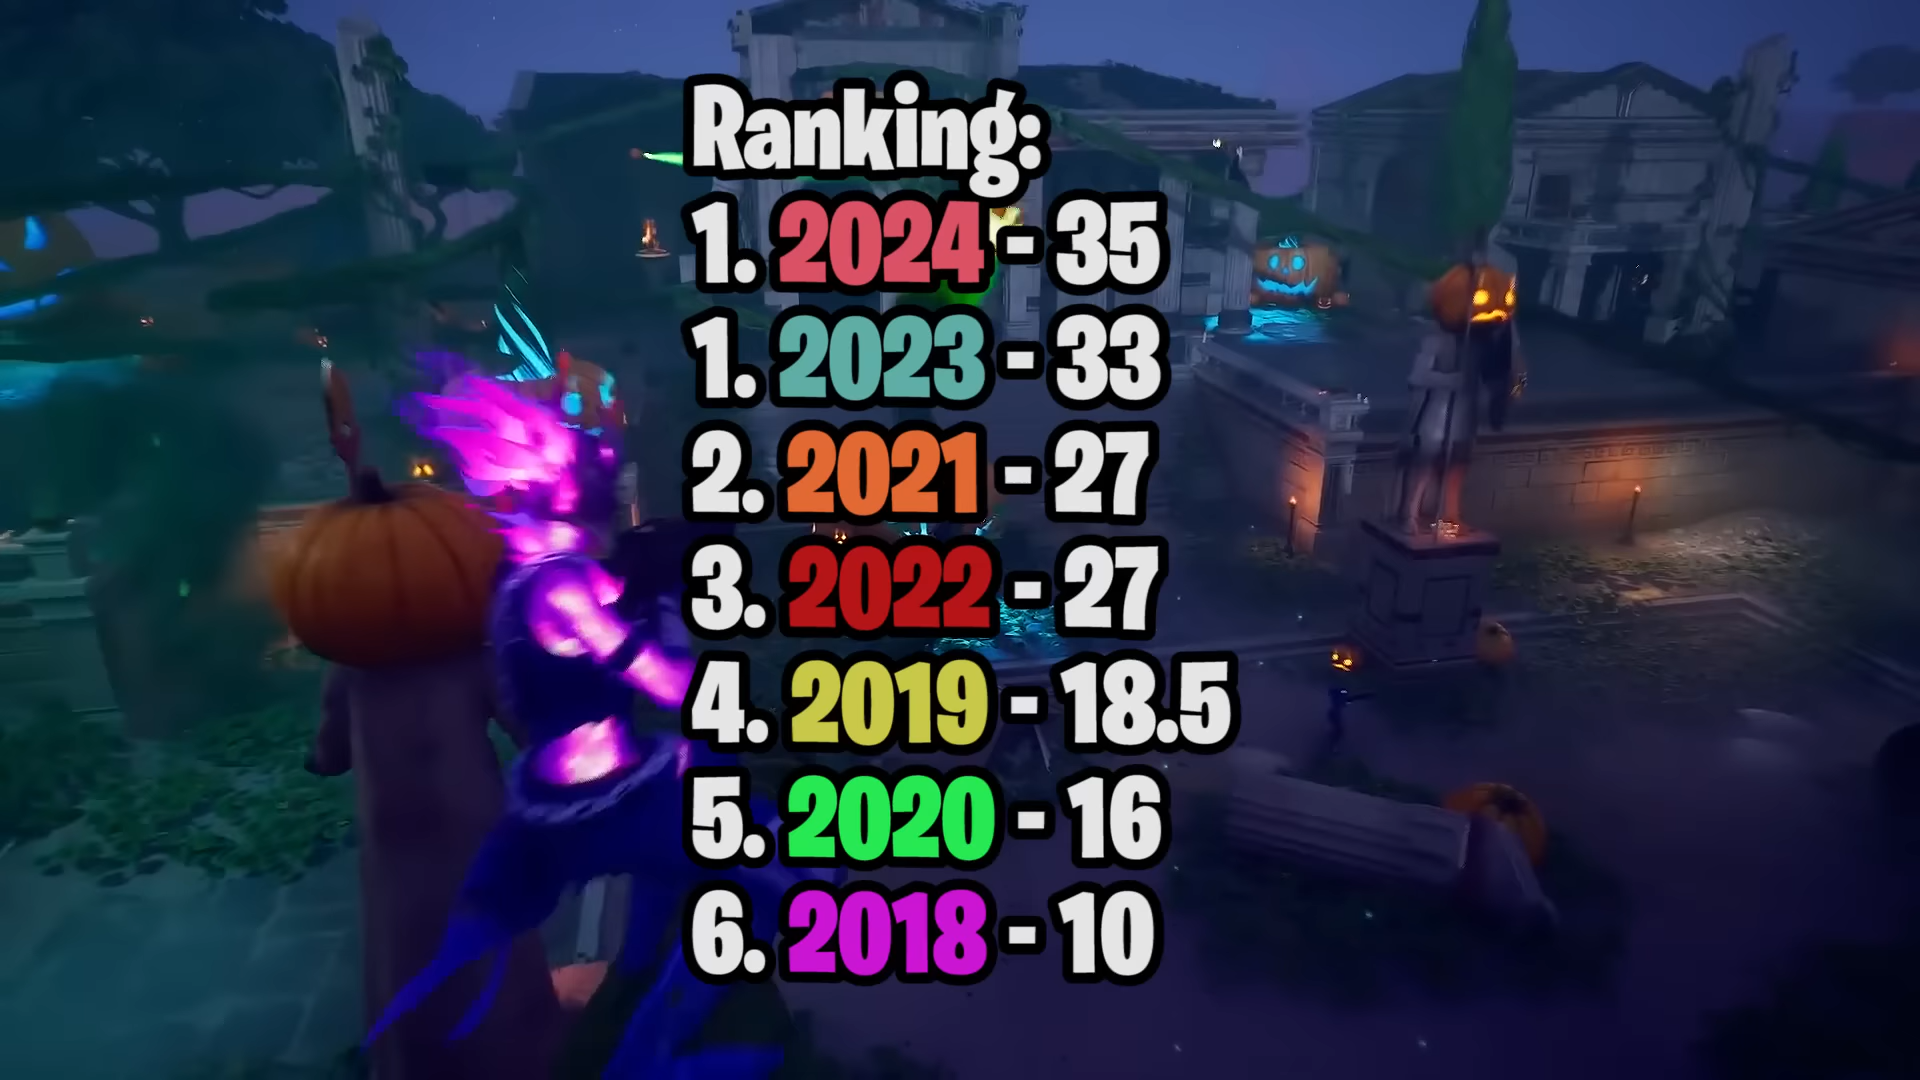 Ranking:
1. 2024 - 35
1. 2023 - 33
2. 2021 - 27
3. 2022 - 27
4. 2019 - 18.5
5. 2020 - 16
6. 2018 - 10